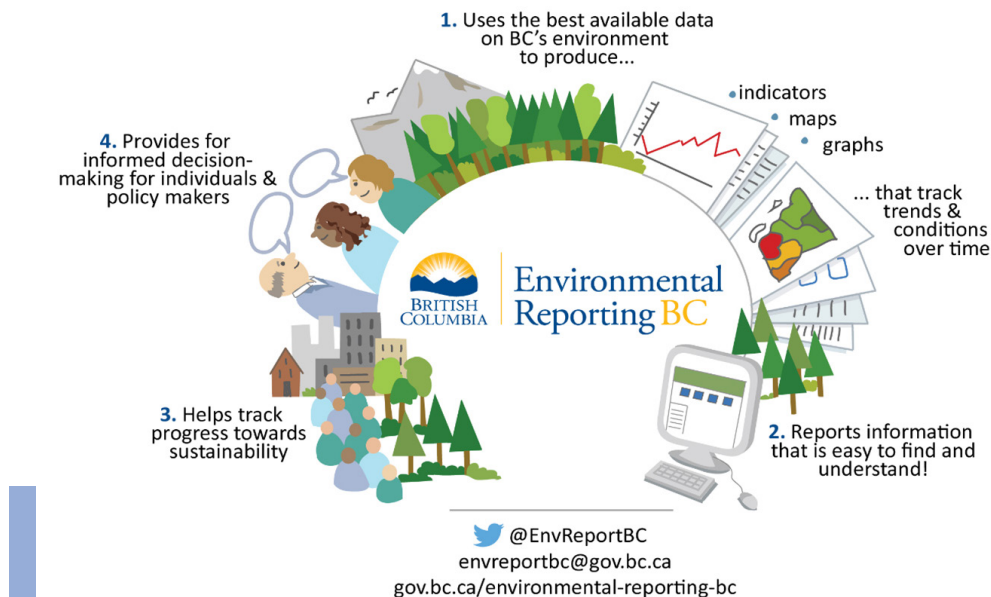 1. Uses the best available data
on BC's environment
to produce...
indicators
maps
graphs
... that track
trends &
conditions
over time
2. Reports information
that is easy to find and
understand!
3. Helps track
progress towards
sustainability
4. Provides for
informed decision-
making for individuals &
policy makers
BRITISH
COLUMBIA
Environmental
Reporting BC
@EnvReportBC
envreportbc@gov.bc.ca
gov.bc.ca/environmental-reporting-bc